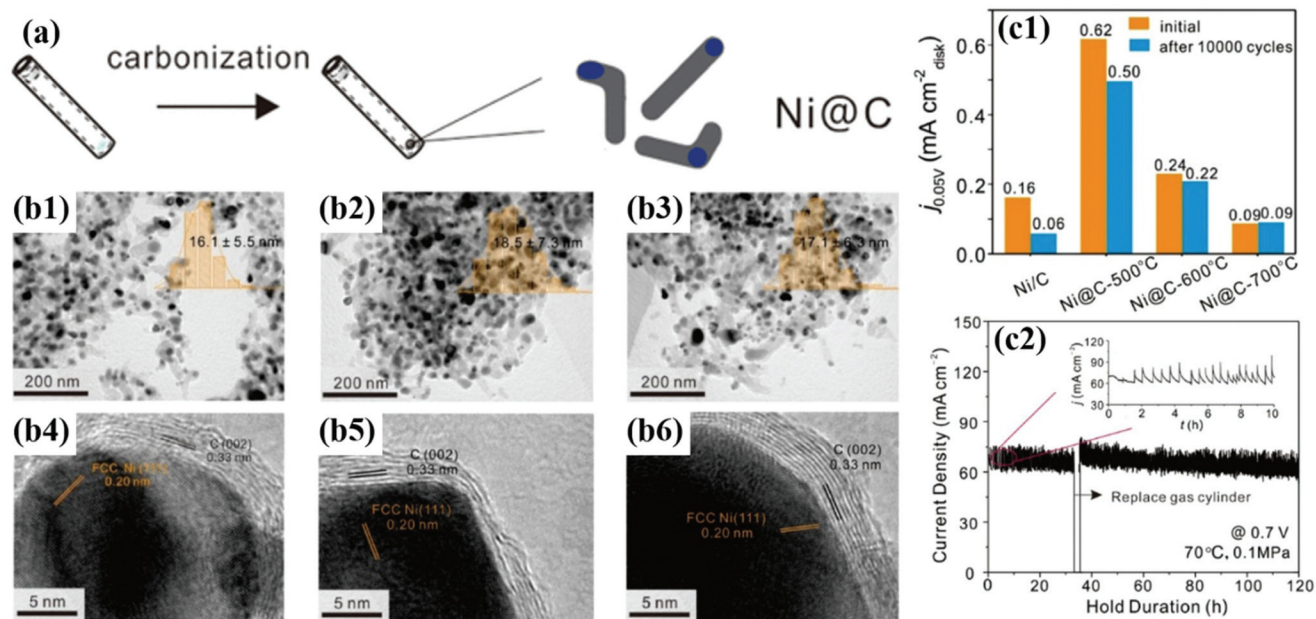 (a)
carbonization
Ni@C
(b1)
16.1 ± 5.5 nm
200 nm
(b2)
18.5 ± 7.3 nm
200 nm
(b3)
17.1 ± 6.3 nm
200 nm
(b4)
C (002)
0.33 nm
FCC Ni(111)
0.20 nm
5 nm
(b5)
C (002)
0.33 nm
FCC Ni(111)
0.20 nm
5 nm
(b6)
C (002)
0.33 nm
FCC Ni(111)
0.20 nm
5 nm
(c1)
initial
after 10000 cycles
j0.05V (mA cm-2 disk)
0.6
0.4
0.2
0.0
0.16
0.06
0.62
0.50
0.24
0.22
0.09
0.09
Ni/C
Ni@C-500°C
Ni@C-600°C
Ni@C-700°C
(c2)
Current Density (mA cm-2)
150
120
90
60
30
0
j (mA cm-2)
120
90
60
30
0 2 4 6 8 10
t (h)
Replace gas cylinder
@ 0.7 V
70°C, 0.1MPa
0 20 40 60 80 100 120
Hold Duration (h)